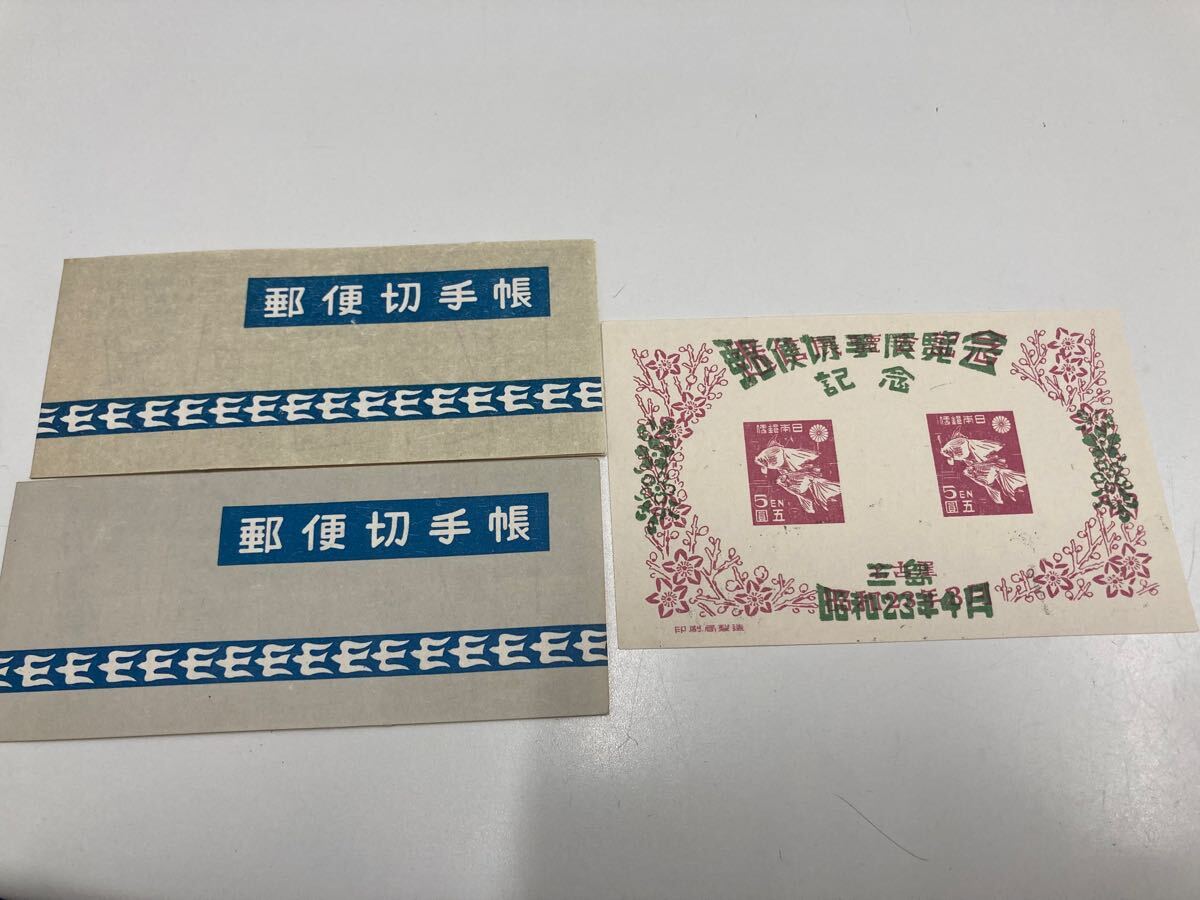 郵便切手帳
郵便切手帳
郵便切手展覧会
記念
日本郵便
5EN
五圓
日本郵便
5EN
五圓
三島
昭和23年4月
印刷局製造